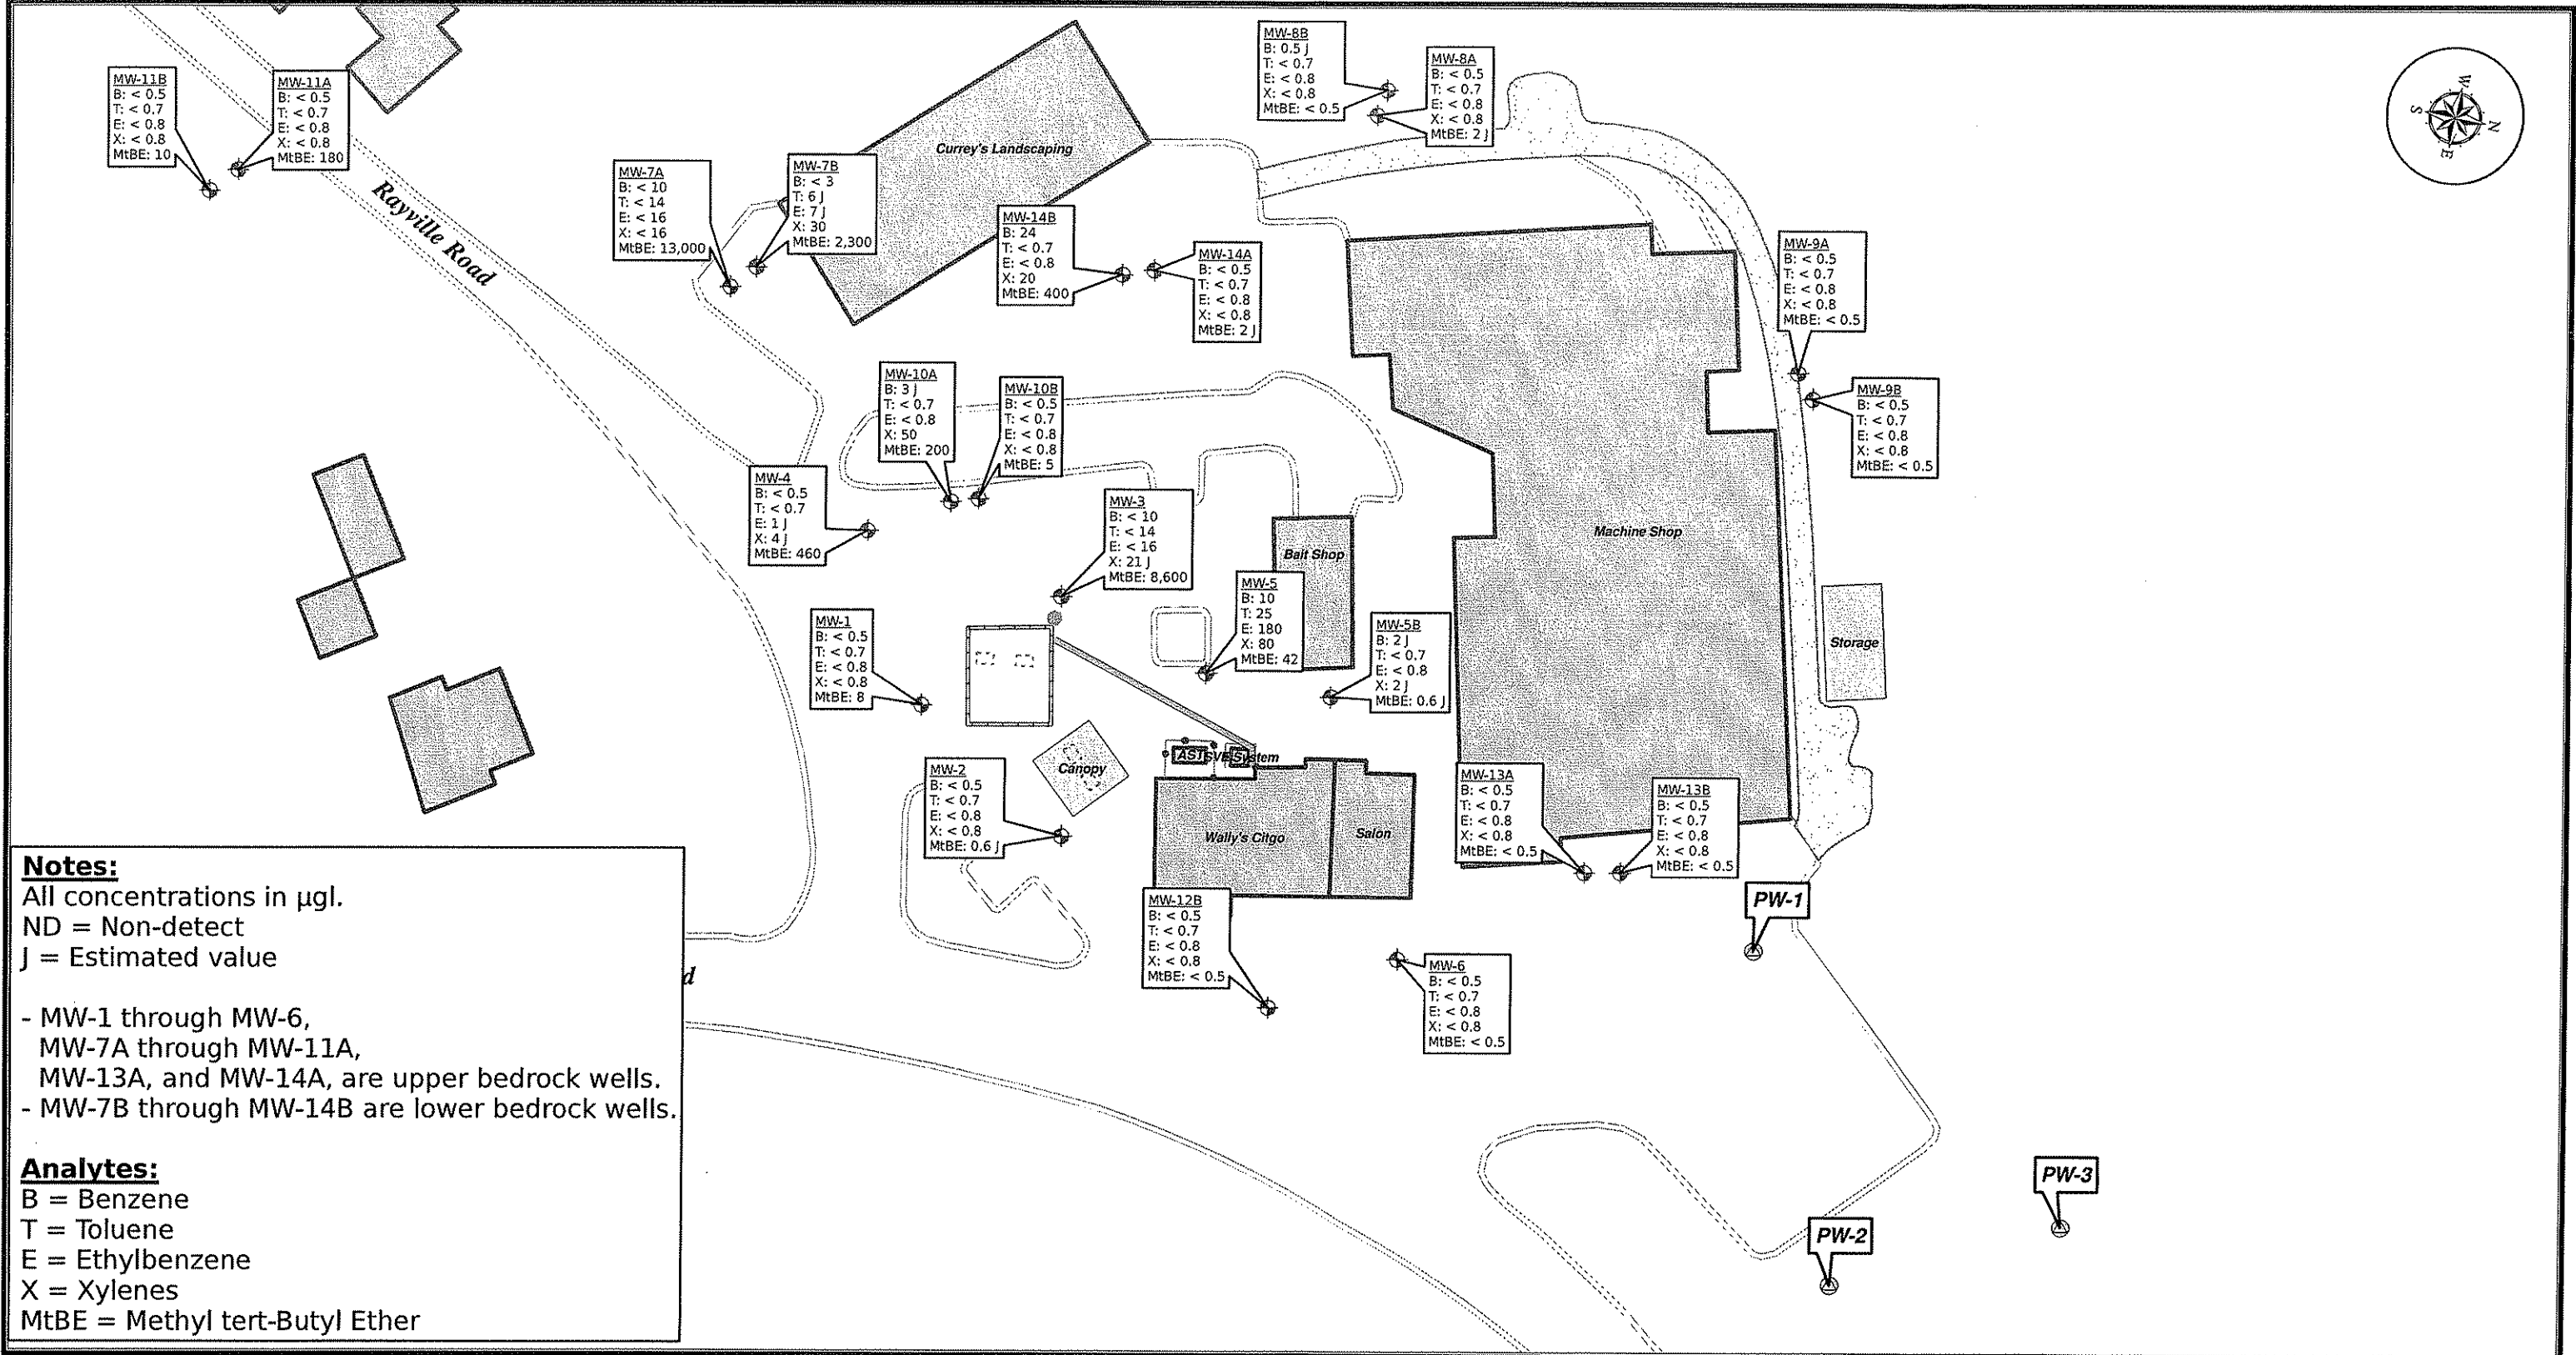 MW-11B
B: < 0.5
T: < 0.7
E: < 0.8
X: < 0.8
MtBE: 10
MW-11A
B: < 0.5
T: < 0.7
E: < 0.8
X: < 0.8
MtBE: 180
Rayville Road
MW-7A
B: < 10
T: < 14
E: < 16
X: < 16
MtBE: 13,000
MW-7B
B: < 3
T: 6 J
E: 7 J
X: 30
MtBE: 2,300
Currey's Landscaping
MW-8B
B: 0.5 J
T: < 0.7
E: < 0.8
X: < 0.8
MtBE: < 0.5
MW-8A
B: < 0.5
T: < 0.7
E: < 0.8
X: < 0.8
MtBE: 2 J
W
S
N
E
MW-14B
B: 24
T: < 0.7
E: < 0.8
X: 20
MtBE: 400
MW-14A
B: < 0.5
T: < 0.7
E: < 0.8
X: < 0.8
MtBE: 2 J
MW-9A
B: < 0.5
T: < 0.7
E: < 0.8
X: < 0.8
MtBE: < 0.5
MW-9B
B: < 0.5
T: < 0.7
E: < 0.8
X: < 0.8
MtBE: < 0.5
MW-10A
B: 3 J
T: < 0.7
E: < 0.8
X: 50
MtBE: 200
MW-10B
B: < 0.5
T: < 0.7
E: < 0.8
X: < 0.8
MtBE: 5
MW-4
B: < 0.5
T: < 0.7
E: 1 J
X: 4 J
MtBE: 460
MW-3
B: < 10
T: < 14
E: < 16
X: 21 J
MtBE: 8,600
Bait Shop
Machine Shop
MW-5
B: 10
T: 25
E: 180
X: 80
MtBE: 42
MW-5B
B: 2 J
T: < 0.7
E: < 0.8
X: 2 J
MtBE: 0.6 J
Storage
MW-1
B: < 0.5
T: < 0.7
E: < 0.8
X: < 0.8
MtBE: 8
AST
SVE System
Canopy
MW-2
B: < 0.5
T: < 0.7
E: < 0.8
X: < 0.8
MtBE: 0.6 J
Wally's Citgo
Salon
MW-13A
B: < 0.5
T: < 0.7
E: < 0.8
X: < 0.8
MtBE: < 0.5
MW-13B
B: < 0.5
T: < 0.7
E: < 0.8
X: < 0.8
MtBE: < 0.5
MW-12B
B: < 0.5
T: < 0.7
E: < 0.8
X: < 0.8
MtBE: < 0.5
MW-6
B: < 0.5
T: < 0.7
E: < 0.8
X: < 0.8
MtBE: < 0.5
PW-1
PW-2
PW-3
d
Notes:
All concentrations in µgl.
ND = Non-detect
J = Estimated value
- MW-1 through MW-6,
MW-7A through MW-11A,
MW-13A, and MW-14A, are upper bedrock wells.
- MW-7B through MW-14B are lower bedrock wells.
Analytes:
B = Benzene
T = Toluene
E = Ethylbenzene
X = Xylenes
MtBE = Methyl tert-Butyl Ether